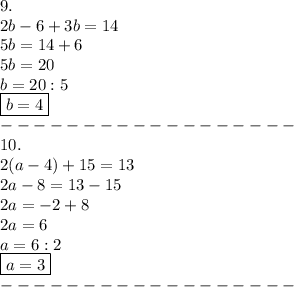 9.
2b − 6 + 3b = 14
5b = 14 + 6
5b = 20
b = 20 : 5
b = 4
− − − − − − − − − − − − − − − − − −
10.
2(a − 4) + 15 = 13
2a − 8 = 13 − 15
2a = −2 + 8
2a = 6
a = 6 : 2
a = 3
− − − − − − − − − − − − − − − − − −